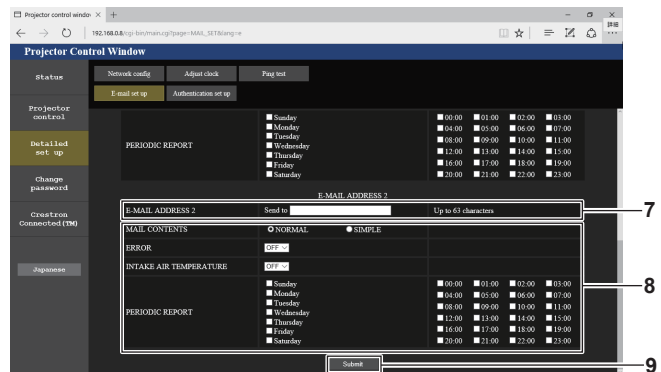 Projector control windov × +
192.168.0.8/cgi-bin/main.cgi?page=MAIL_SET&lang=e
詳細
Projector Control Window
Status
Network config Adjust clock Ping test
E-mail set up Authentication set up
Projector control
Detailed set up
Change password
Crestron Connected(TM)
Japanese
PERIODIC REPORT
Sunday 00:00 01:00 02:00 03:00
Monday 04:00 05:00 06:00 07:00
Tuesday 08:00 09:00 10:00 11:00
Wednesday 12:00 13:00 14:00 15:00
Thursday 16:00 17:00 18:00 19:00
Friday 20:00 21:00 22:00 23:00
Saturday
E-MAIL ADDRESS 2
E-MAIL ADDRESS 2 Send to Up to 63 characters 7
MAIL CONTENTS NORMAL SIMPLE
ERROR OFF
INTAKE AIR TEMPERATURE OFF
8
PERIODIC REPORT
Sunday 00:00 01:00 02:00 03:00
Monday 04:00 05:00 06:00 07:00
Tuesday 08:00 09:00 10:00 11:00
Wednesday 12:00 13:00 14:00 15:00
Thursday 16:00 17:00 18:00 19:00
Friday 20:00 21:00 22:00 23:00
Saturday
Submit 9